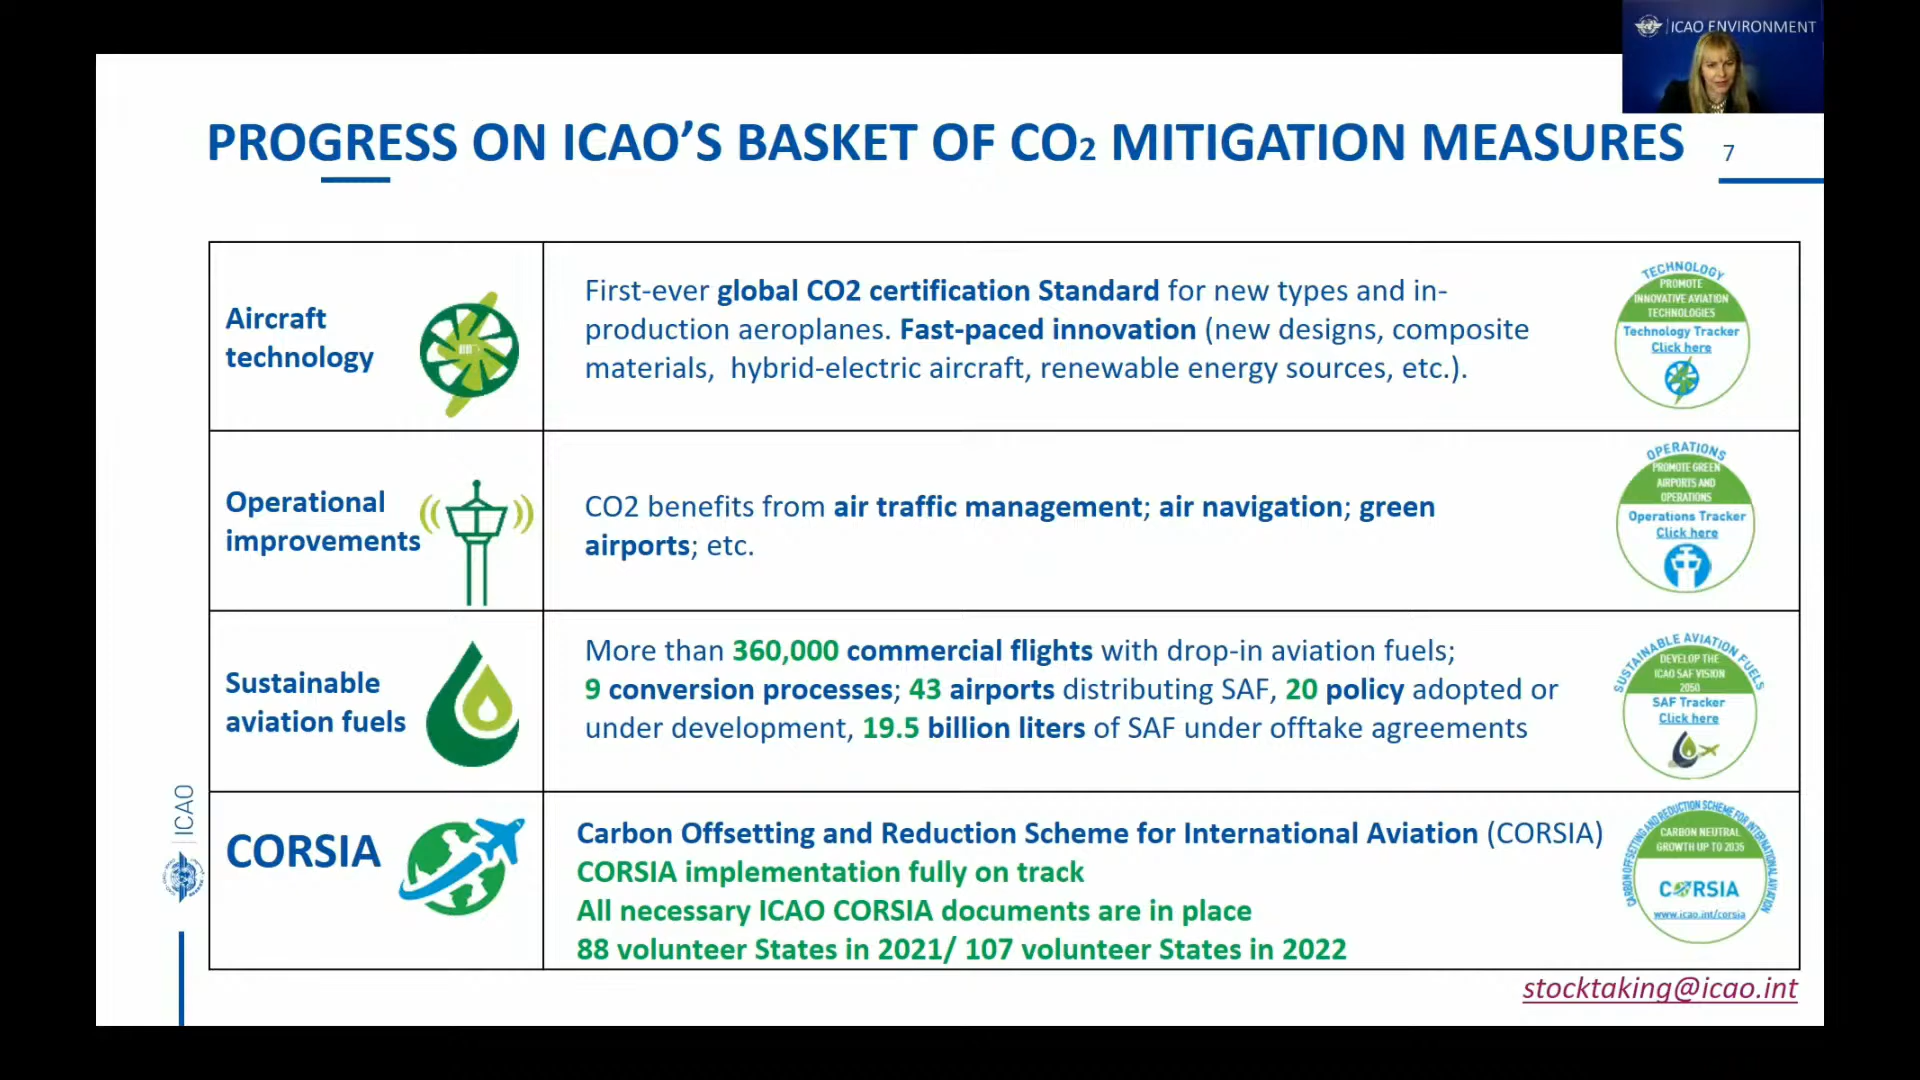 ICAO ENVIRONMENT
PROGRESS ON ICAO’S BASKET OF CO2 MITIGATION MEASURES
7
Aircraft
technology
First-ever global CO2 certification Standard for new types and in-
production aeroplanes. Fast-paced innovation (new designs, composite
materials, hybrid-electric aircraft, renewable energy sources, etc.).
TECHNOLOGY
PROMOTE
INNOVATIVE AVIATION
TECHNOLOGIES
Technology Tracker
Click here
Operational
improvements
CO2 benefits from air traffic management; air navigation; green
airports; etc.
OPERATIONS
PROMOTE GREEN
AIRPORTS AND
OPERATIONS
Operations Tracker
Click here
Sustainable
aviation fuels
More than 360,000 commercial flights with drop-in aviation fuels;
9 conversion processes; 43 airports distributing SAF, 20 policy adopted or
under development, 19.5 billion liters of SAF under offtake agreements
SUSTAINABLE AVIATION FUELS
DEVELOP THE
ICAO SAF VISION
2050
SAF Tracker
Click here
CORSIA
Carbon Offsetting and Reduction Scheme for International Aviation (CORSIA)
CORSIA implementation fully on track
All necessary ICAO CORSIA documents are in place
88 volunteer States in 2021/ 107 volunteer States in 2022
CARBON OFFSETTING AND REDUCTION SCHEME FOR INTERNATIONAL AVIATION
CARBON NEUTRAL
GROWTH UP TO 2035
CORSIA
www.icao.int/corsia
ICAO
stocktaking@icao.int